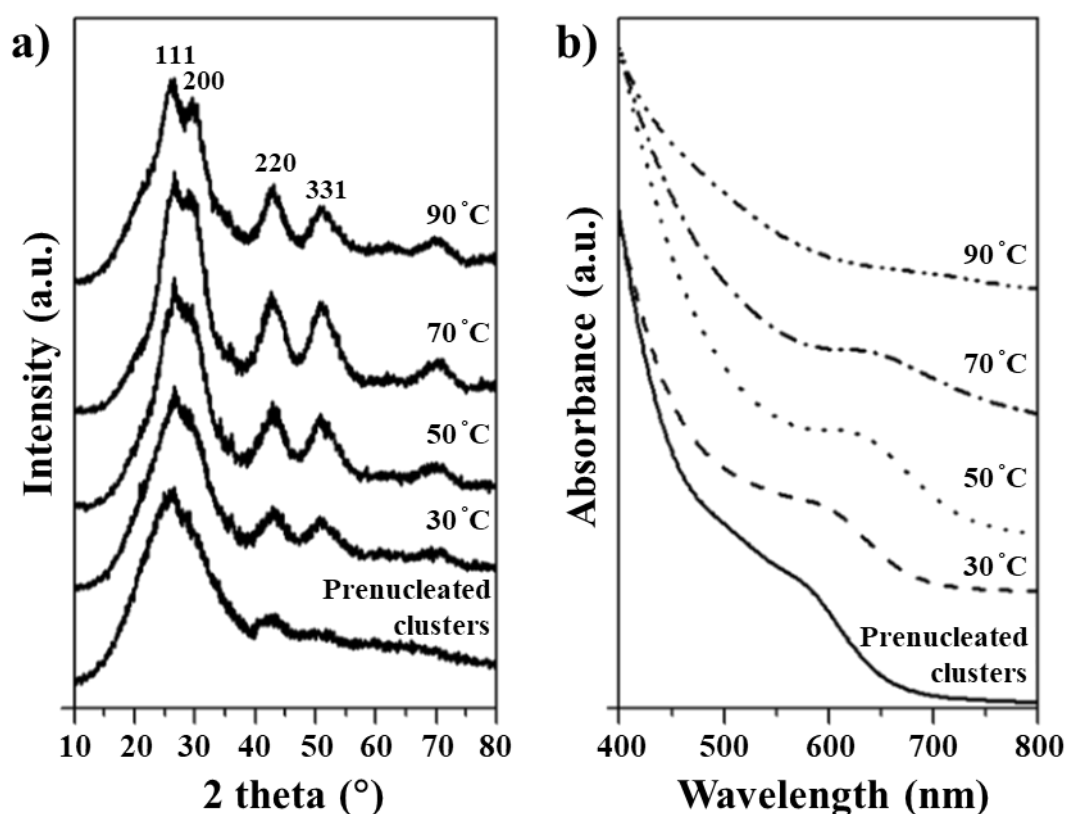 a)
111
200
220
331
90 °C
70 °C
50 °C
30 °C
Prenucleated
clusters
Intensity (a.u.)
10 20 30 40 50 60 70 80
2 theta (°)
b)
90 °C
70 °C
50 °C
30 °C
Prenucleated
clusters
Absorbance (a.u.)
400 500 600 700 800
Wavelength (nm)